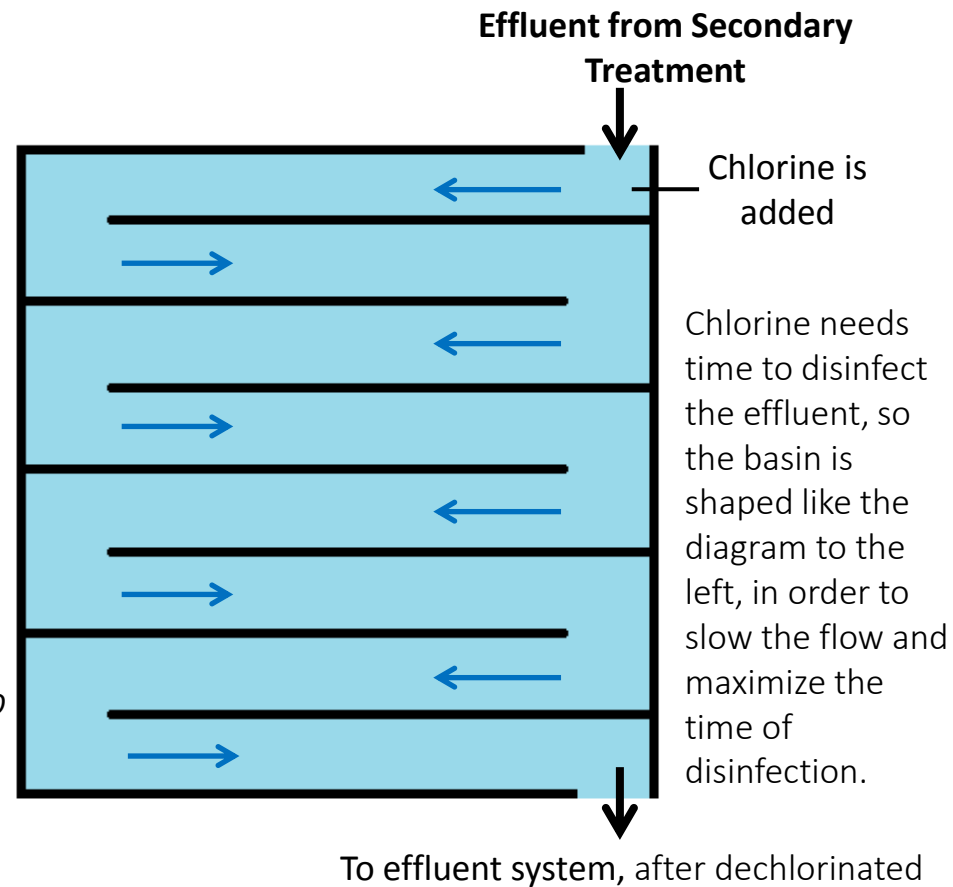 Effluent from Secondary
Treatment
Chlorine is
added
Chlorine needs
time to disinfect
the effluent, so
the basin is
shaped like the
diagram to the
left, in order to
slow the flow and
maximize the
time of
disinfection.
To effluent system, after dechlorinated